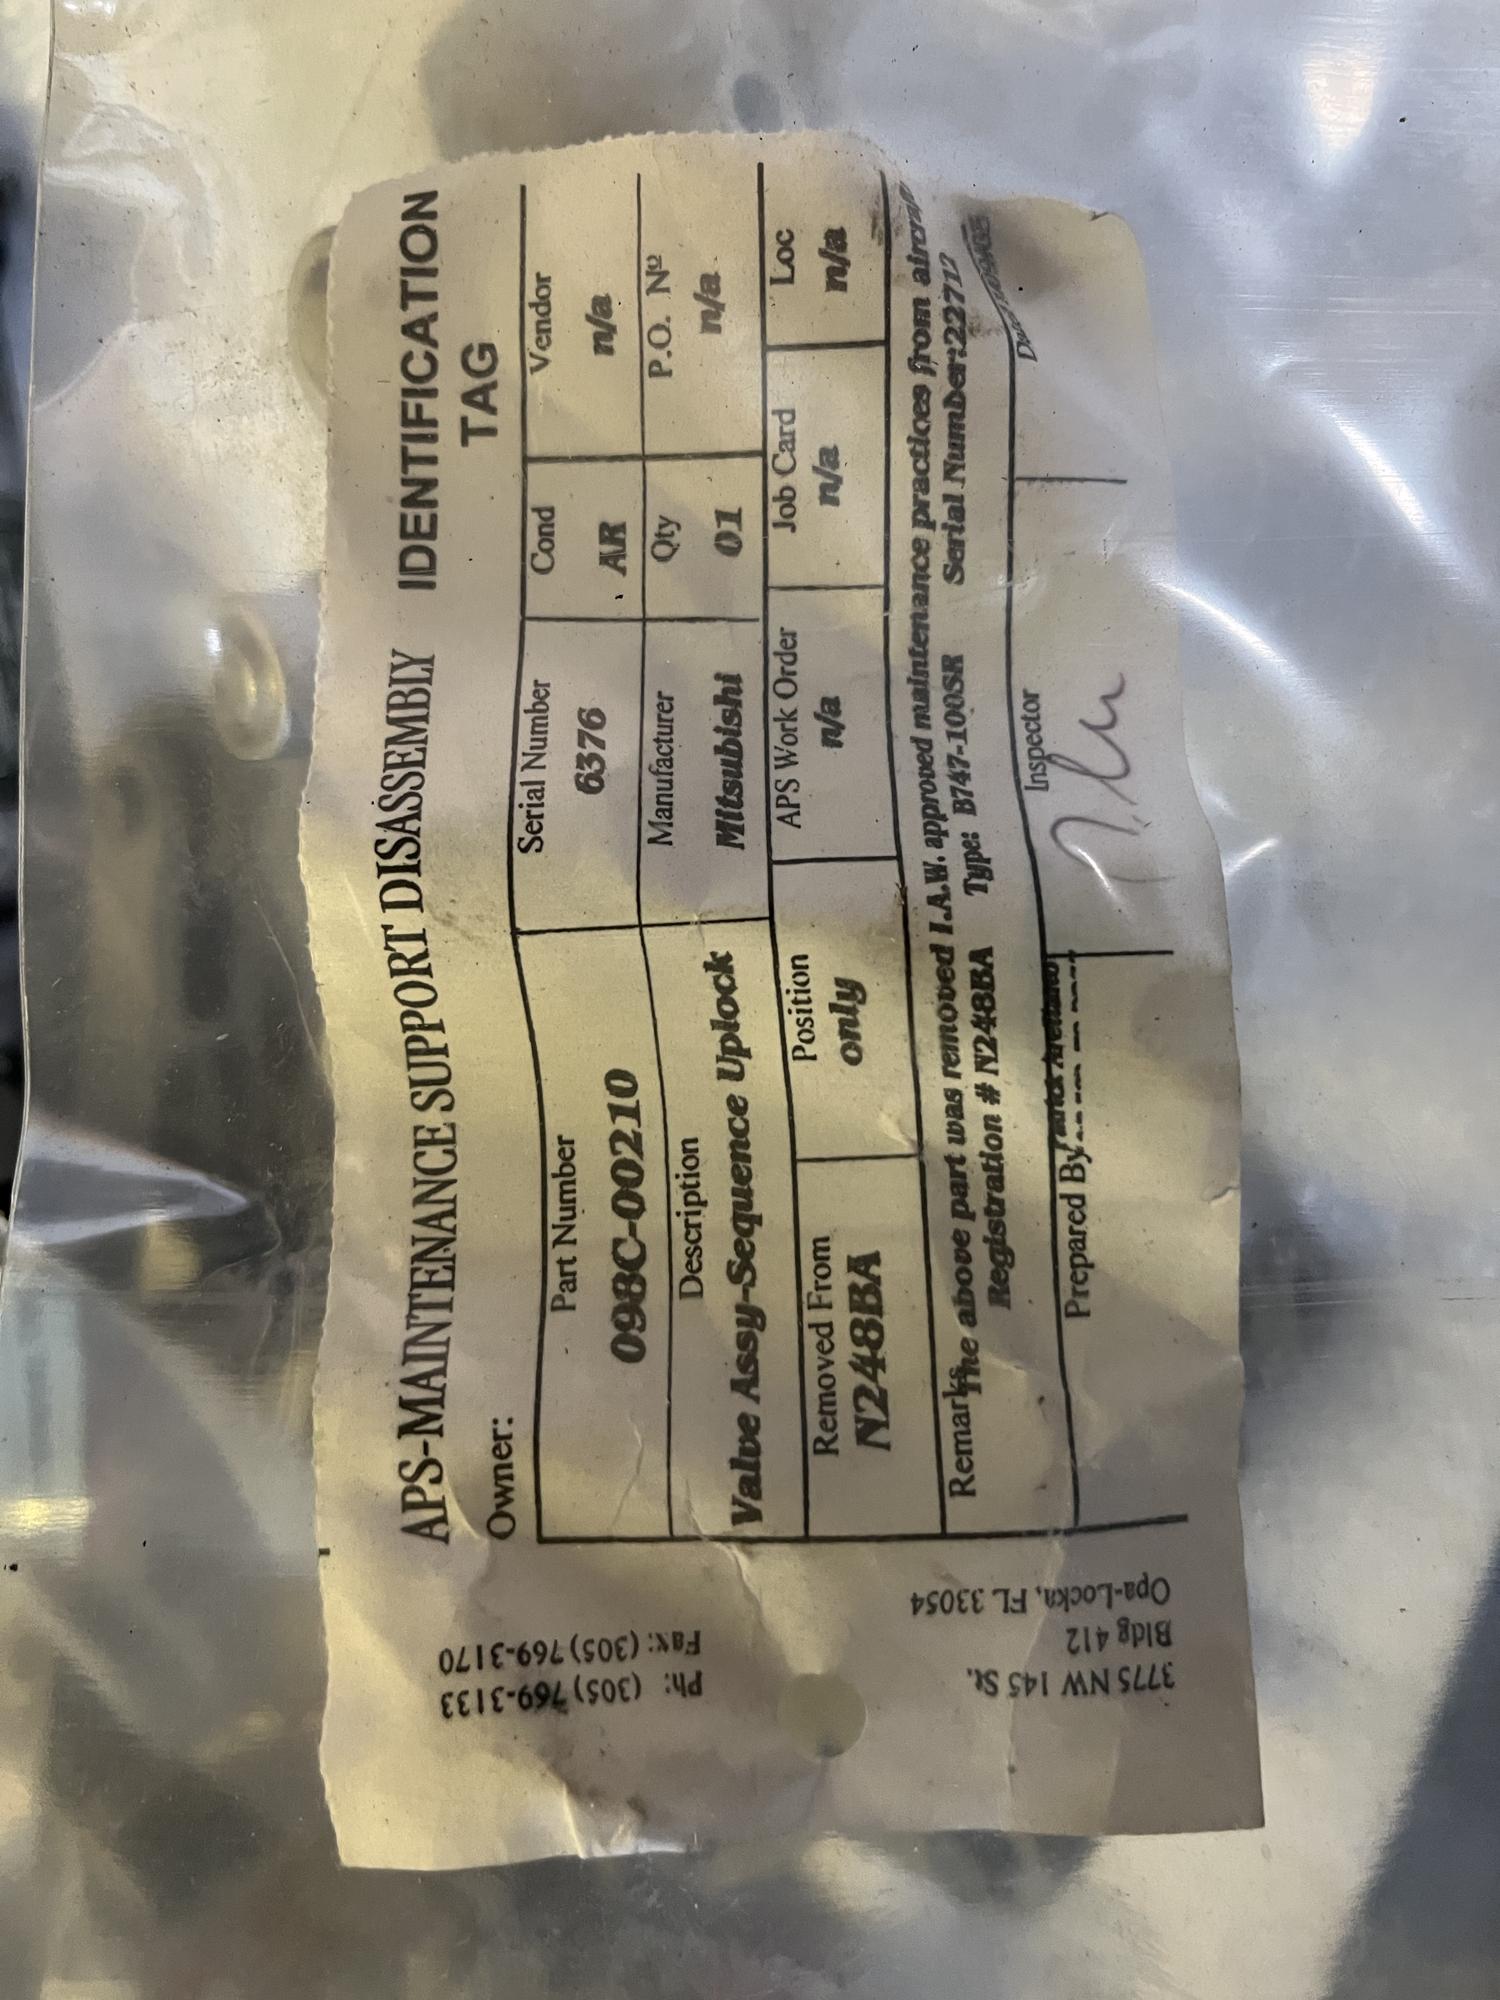 APS-MAINTENANCE SUPPORT DISASSEMBLY IDENTIFICATION
TAG
Owner:
Part Number
098C-00210
Serial Number
6376
Cond
AR
Vendor
n/a
Description
Valve Assy-Sequence Uplock
Manufacturer
Mitsubishi
Qty
01
P.O. Nº
n/a
Removed From
N248BA
Position
only
APS Work Order
n/a
Job Card
n/a
Loc
n/a
Remarks
The above part was removed I.A.W. approved maintenance practices from aircraft
Registration # N248BA Type: B747-100SR Serial Number:22712
Prepared By
Inspector
Ph: (305) 769-3133
Fax: (305) 769-3170
3775 NW 145 St.
Bldg 412
Opa-Locka, FL 33054